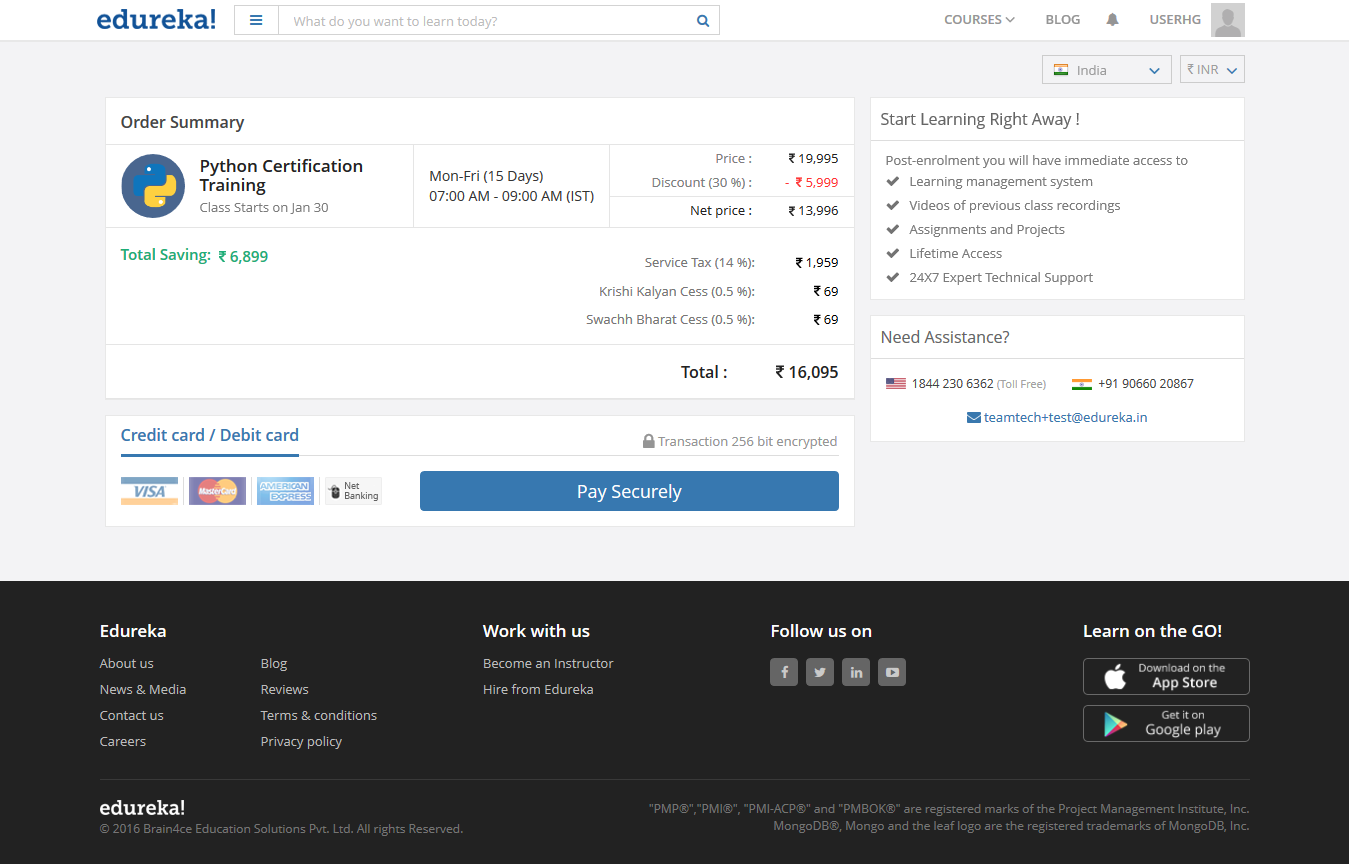 edureka!
What do you want to learn today?
COURSES
BLOG
USERHG
India
₹ INR
Order Summary
Python Certification
Training
Class Starts on Jan 30
Mon-Fri (15 Days)
07:00 AM - 09:00 AM (IST)
Price : ₹ 19,995
Discount (30 %) : - ₹ 5,999
Net price : ₹ 13,996
Total Saving: ₹ 6,899
Service Tax (14 %): ₹ 1,959
Krishi Kalyan Cess (0.5 %): ₹ 69
Swachh Bharat Cess (0.5 %): ₹ 69
Total : ₹ 16,095
Credit card / Debit card
Transaction 256 bit encrypted
VISA
MasterCard
AMERICAN
EXPRESS
Net
Banking
Pay Securely
Start Learning Right Away !
Post-enrolment you will have immediate access to
Learning management system
Videos of previous class recordings
Assignments and Projects
Lifetime Access
24X7 Expert Technical Support
Need Assistance?
1844 230 6362 (Toll Free)
+91 90660 20867
teamtech+test@edureka.in
Edureka
About us
News & Media
Contact us
Careers
Blog
Reviews
Terms & conditions
Privacy policy
Work with us
Become an Instructor
Hire from Edureka
Follow us on
Learn on the GO!
Download on the
App Store
Get it on
Google play
edureka!
© 2016 Brain4ce Education Solutions Pvt. Ltd. All rights Reserved.
"PMP®","PMI®", "PMI-ACP®" and "PMBOK®" are registered marks of the Project Management Institute, Inc.
MongoDB®, Mongo and the leaf logo are the registered trademarks of MongoDB, Inc.